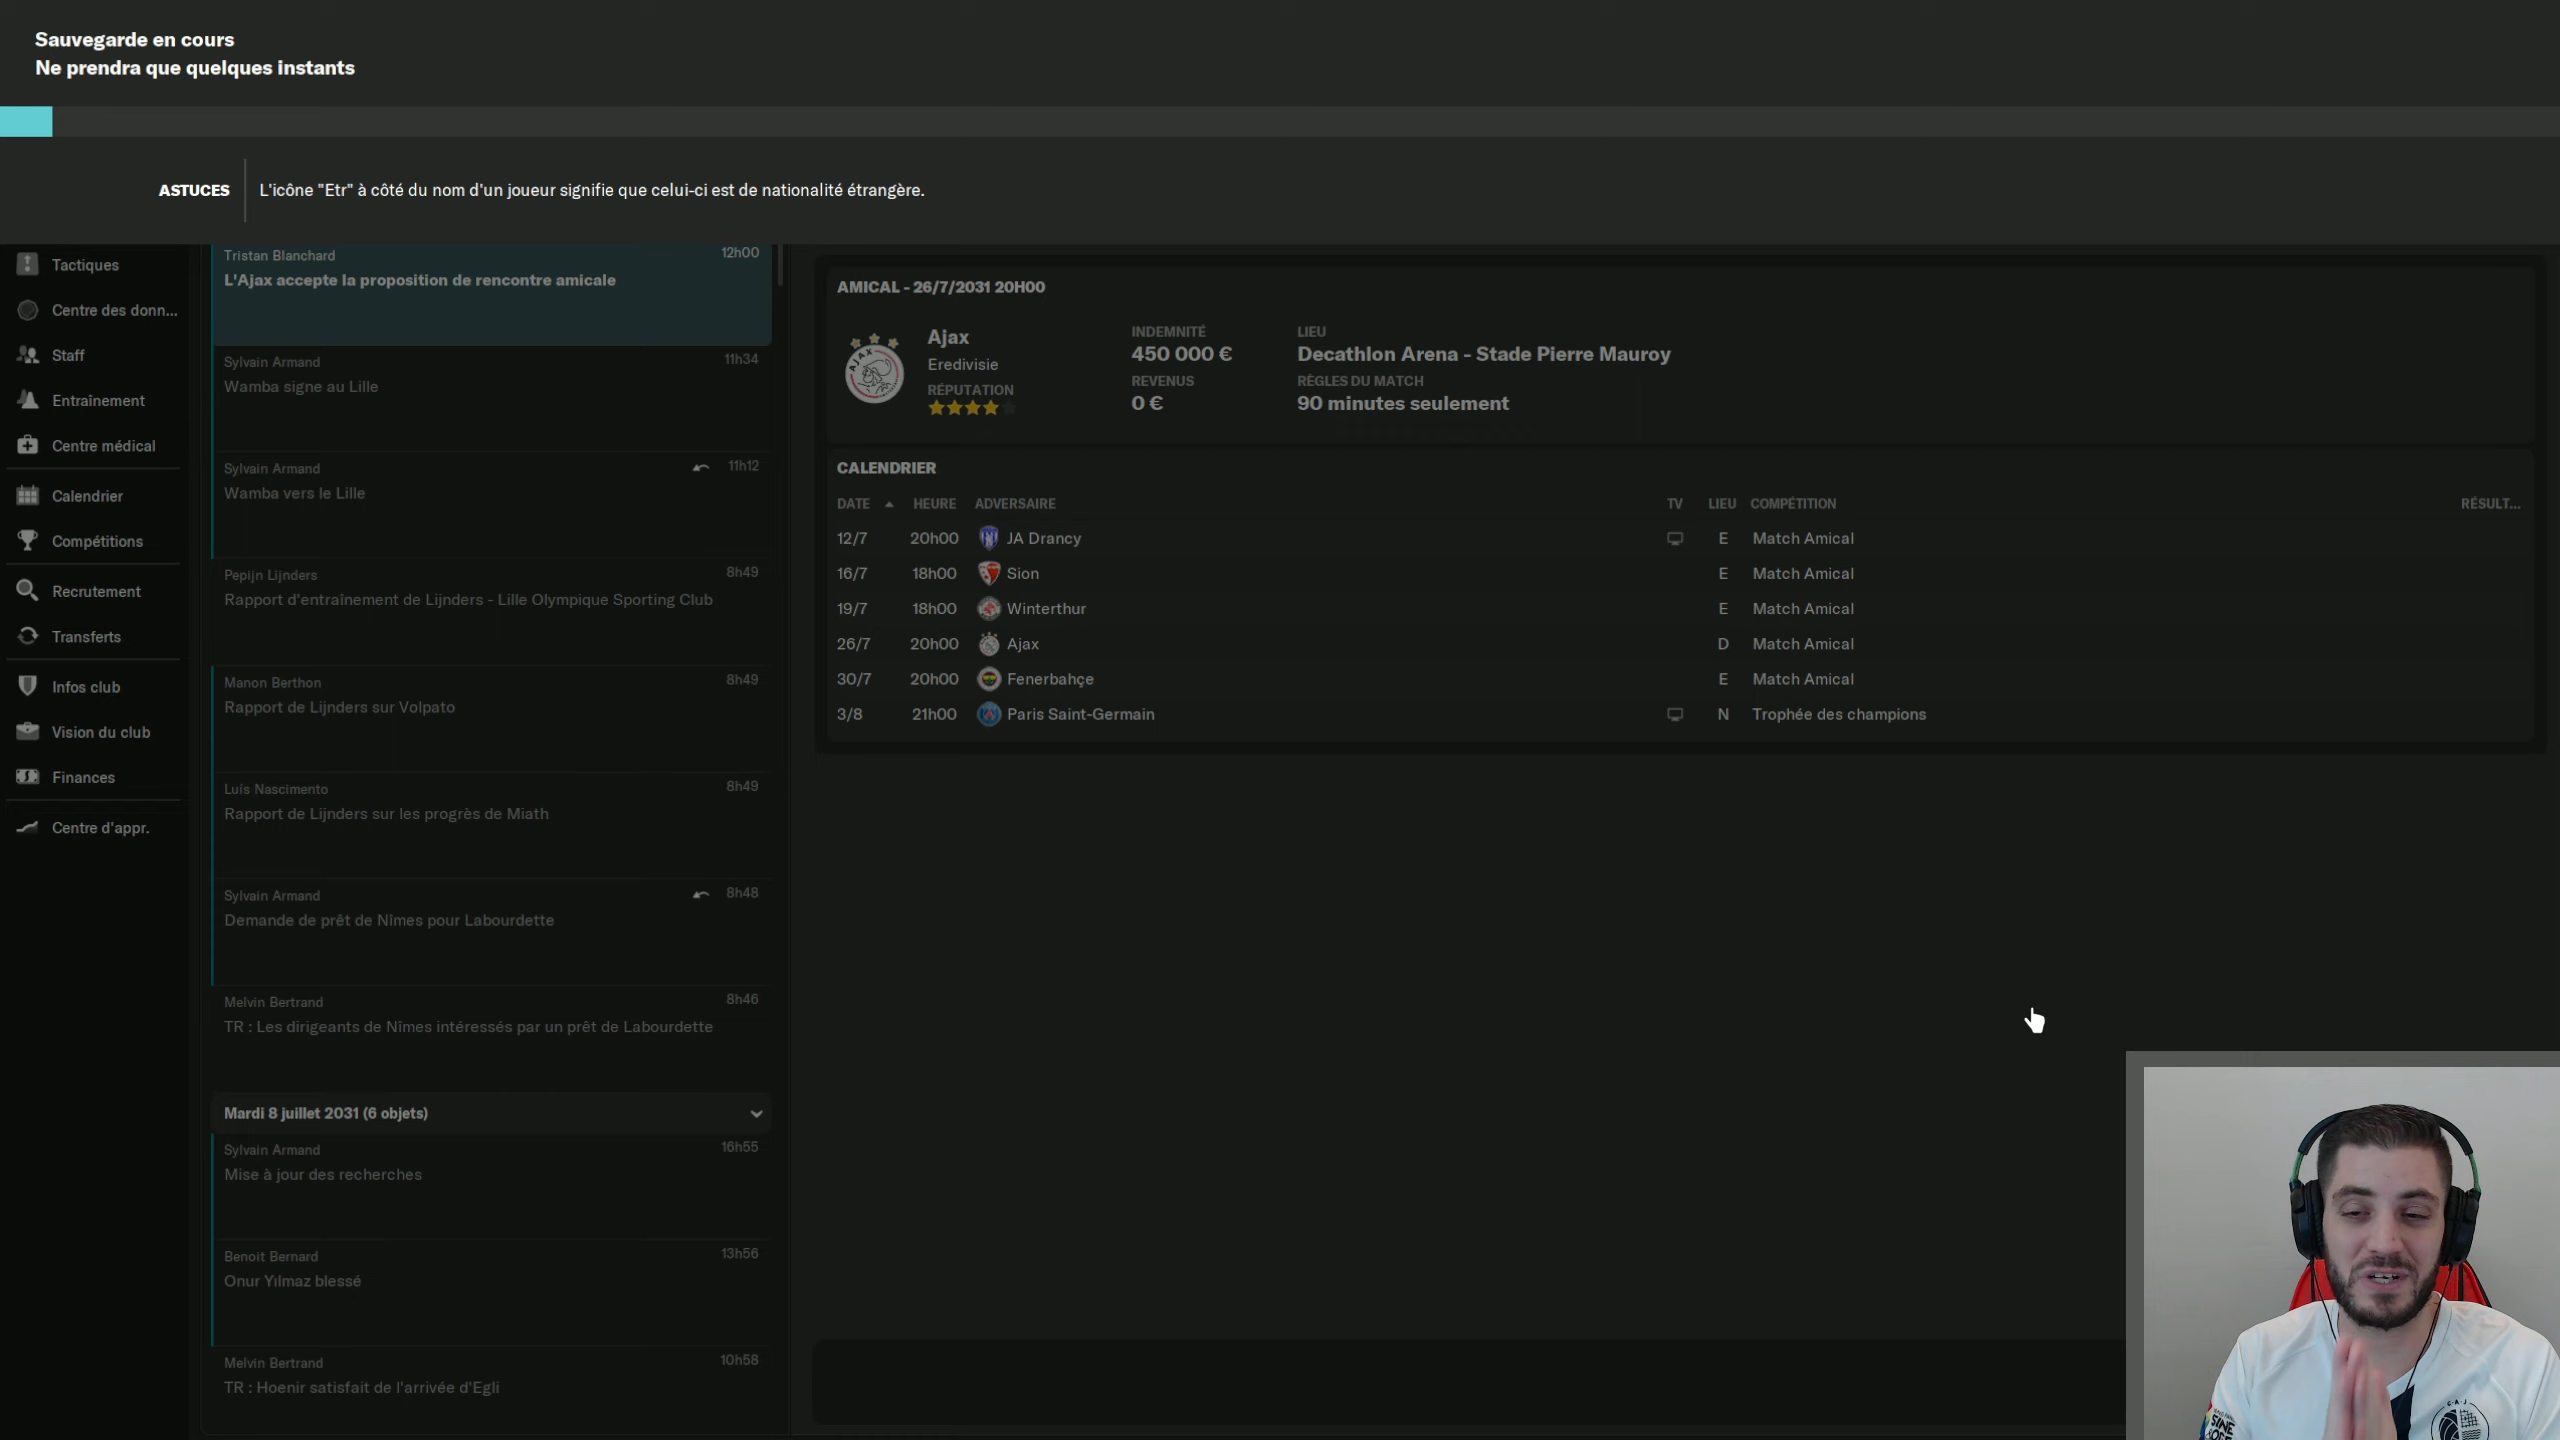 Sauvegarde en cours
Ne prendra que quelques instants
ASTUCES
L'icône "Etr" à côté du nom d'un joueur signifie que celui-ci est de nationalité étrangère.
Tactiques
Centre des donn...
Staff
Entraînement
Centre médical
Calendrier
Compétitions
Recrutement
Transferts
Infos club
Vision du club
Finances
Centre d'appr.
Tristan Blanchard 12h00
L'Ajax accepte la proposition de rencontre amicale
Sylvain Armand 11h34
Wamba signe au Lille
Sylvain Armand 11h12
Wamba vers le Lille
Pepijn Lijnders 8h49
Rapport d'entraînement de Lijnders - Lille Olympique Sporting Club
Manon Berthon 8h49
Rapport de Lijnders sur Volpato
Luís Nascimento 8h49
Rapport de Lijnders sur les progrès de Miath
Sylvain Armand 8h48
Demande de prêt de Nîmes pour Labourdette
Melvin Bertrand 8h46
TR : Les dirigeants de Nîmes intéressés par un prêt de Labourdette
Mardi 8 juillet 2031 (6 objets)
Sylvain Armand 16h55
Mise à jour des recherches
Benoit Bernard 13h56
Onur Yılmaz blessé
Melvin Bertrand 10h58
TR : Hoenir satisfait de l'arrivée d'Egli
AMICAL - 26/7/2031 20H00
AJAX
Ajax
Eredivisie
RÉPUTATION
INDEMNITÉ
450 000 €
REVENUS
0 €
LIEU
Decathlon Arena - Stade Pierre Mauroy
RÈGLES DU MATCH
90 minutes seulement
CALENDRIER
DATE HEURE ADVERSAIRE TV LIEU COMPÉTITION RÉSULT...
12/7 20h00 JA Drancy E Match Amical
16/7 18h00 Sion E Match Amical
19/7 18h00 Winterthur E Match Amical
26/7 20h00 Ajax D Match Amical
30/7 20h00 Fenerbahçe E Match Amical
3/8 21h00 Paris Saint-Germain N Trophée des champions